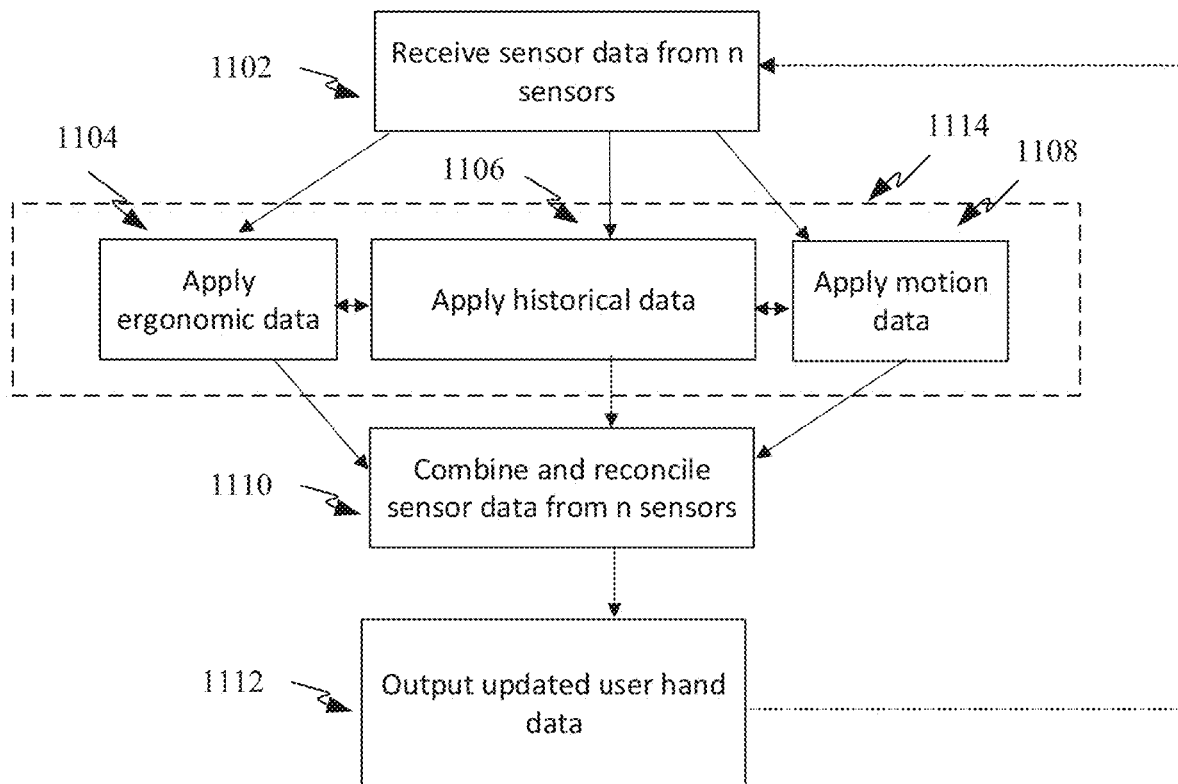 Receive sensor data from n
sensors
1102
1104
1106
1114
1108
Apply
ergonomic data
Apply historical data
Apply motion
data
Combine and reconcile
sensor data from n sensors
1110
Output updated user hand
data
1112